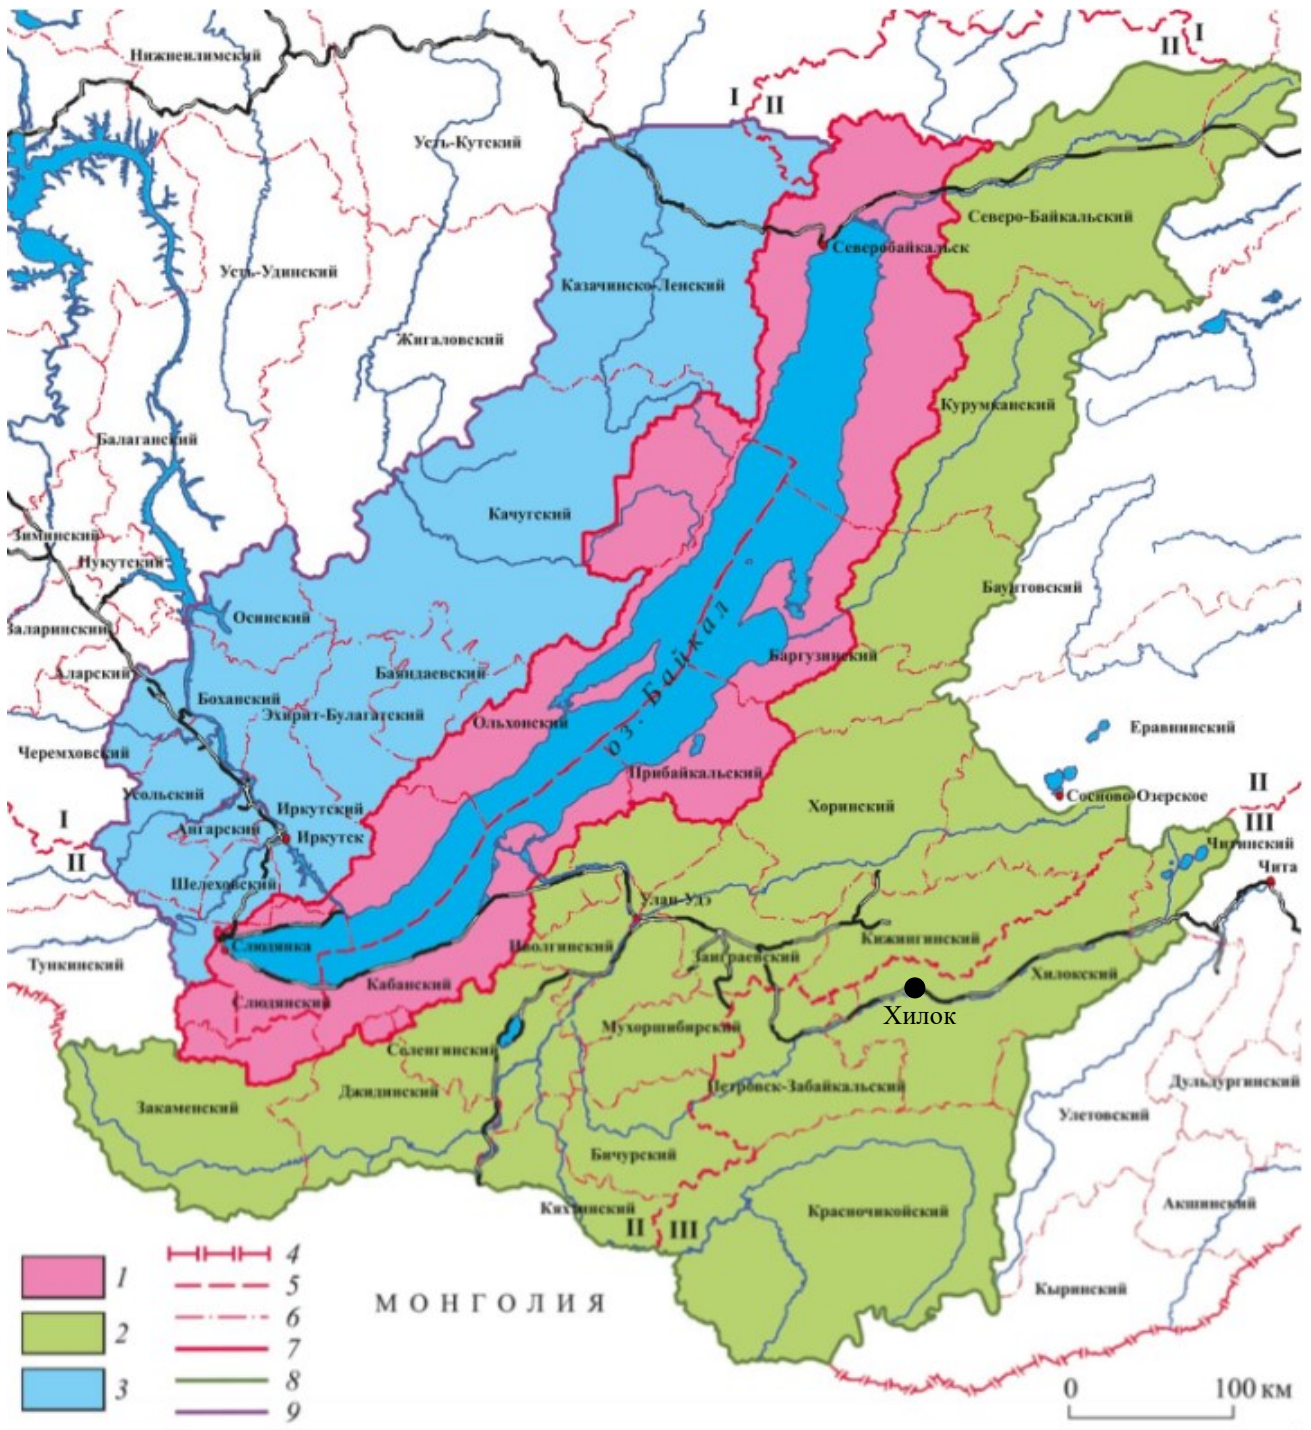 I
II
Нижнеилимский
I
II
Усть-Кутский
Северо-Байкальский
Северобайкальск
Усть-Удинский
Казачинско-Ленский
Жигаловский
Курумканский
Балаганский
Качугский
Зиминский
Нукутский
Баунтовский
Осинский
Заларинский
Баргузинский
Аларский
Баяндаевский
Боханский
Эхирит-Булагатский
Ольхонский
оз. Байкал
Еравнинский
Черемховский
Прибайкальский
II
Усольский
Сосново-Озерское
Иркутский
Хоринский
I
III
Ангарский
Иркутск
Читинский
II
Чита
Шелеховский
Улан-Удэ
Слюдянка
Иволгинский
Кижингинский
Заиграевский
Тункинский
Хилокский
Кабанский
Слюдянский
Хилок
Мухоршибирский
Селенгинский
Дульдургинский
Петровск-Забайкальский
Джидинский
Закаменский
Улетовский
Бичурский
Акшинский
Кяхтинский
Красночикойский
II
III
1
2
3
4
5
6
7
8
9
МОНГОЛИЯ
Кыринский
0
100 км